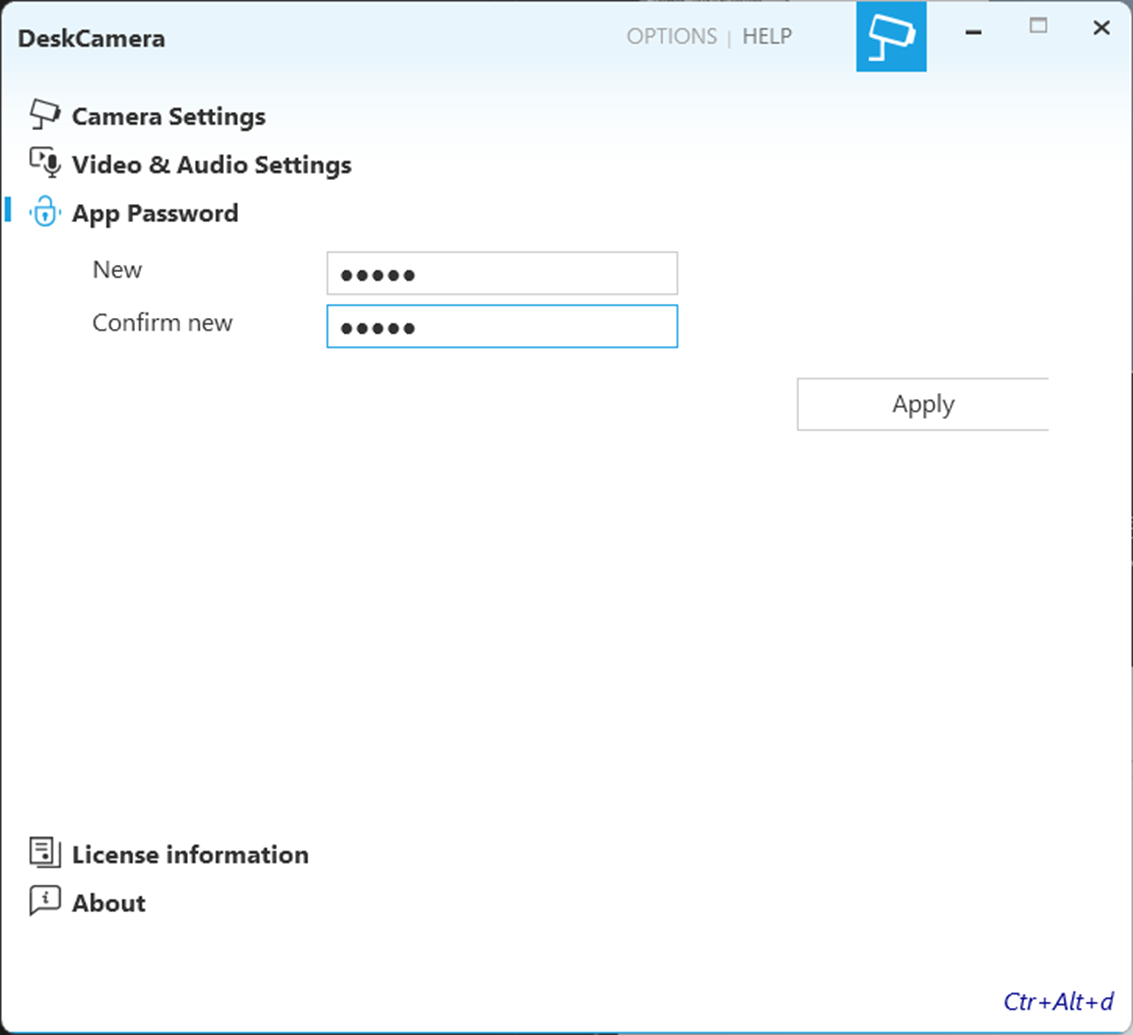 DeskCamera
OPTIONS | HELP
Camera Settings
Video & Audio Settings
App Password
New ●●●●●
Confirm new ●●●●●
Apply
License information
About
Ctr+Alt+d